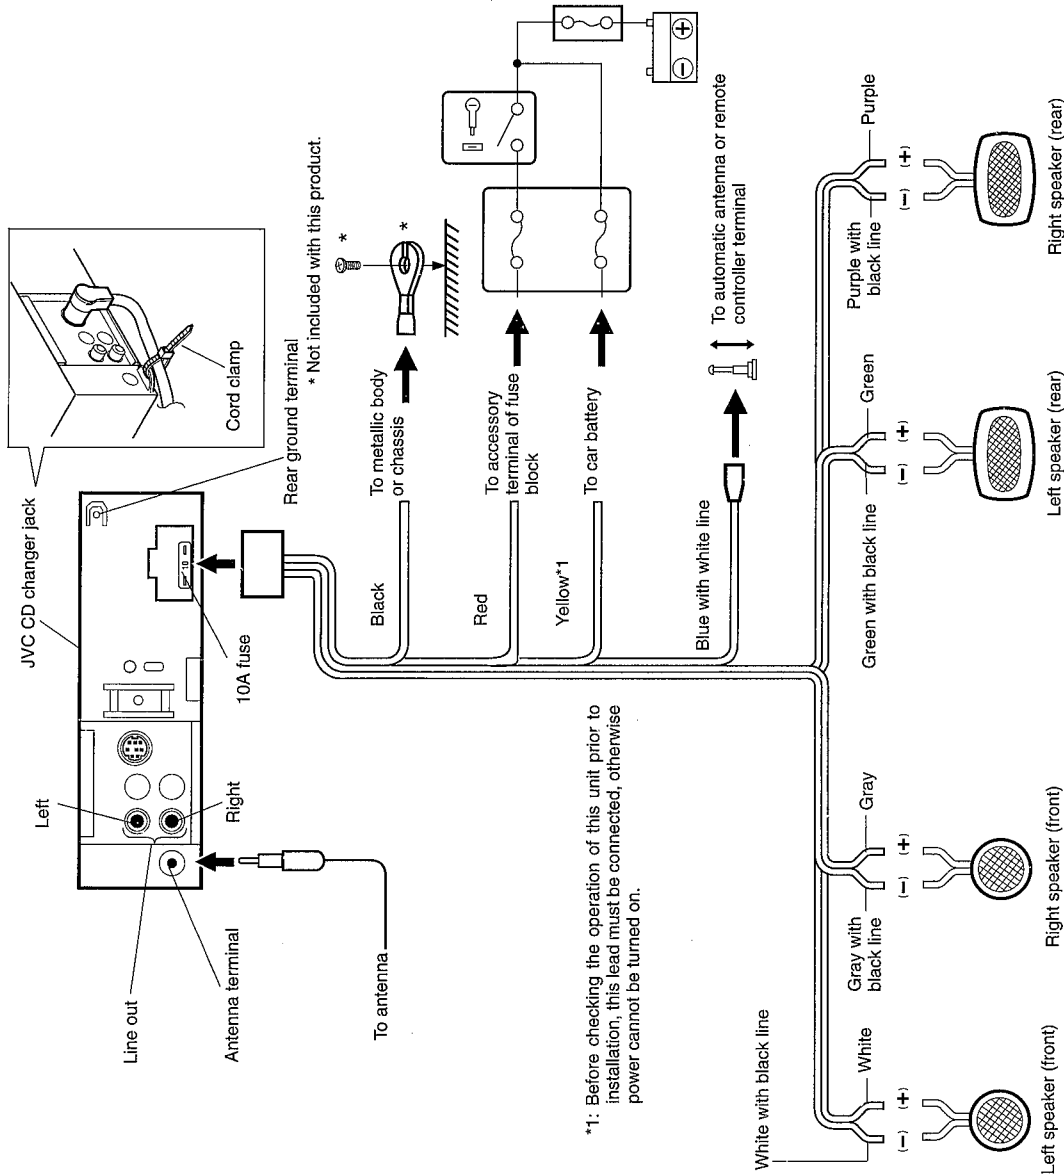 JVC CD changer jack
Cord clamp
Rear ground terminal
* Not included with this product.
Left
Right
Line out
Antenna terminal
To antenna
10A fuse
10
Black
To metallic body
or chassis
*
*
Red
To accessory
terminal of fuse
block
Yellow*1
To car battery
Blue with white line
To automatic antenna or remote
controller terminal
*1: Before checking the operation of this unit prior to
installation, this lead must be connected, otherwise
power cannot be turned on.
White with black line
White
(−) (+)
Left speaker (front)
Gray with
black line
Gray
(−) (+)
Right speaker (front)
Green with black line
Green
(−) (+)
Left speaker (rear)
Purple with
black line
Purple
(−) (+)
Right speaker (rear)
− +